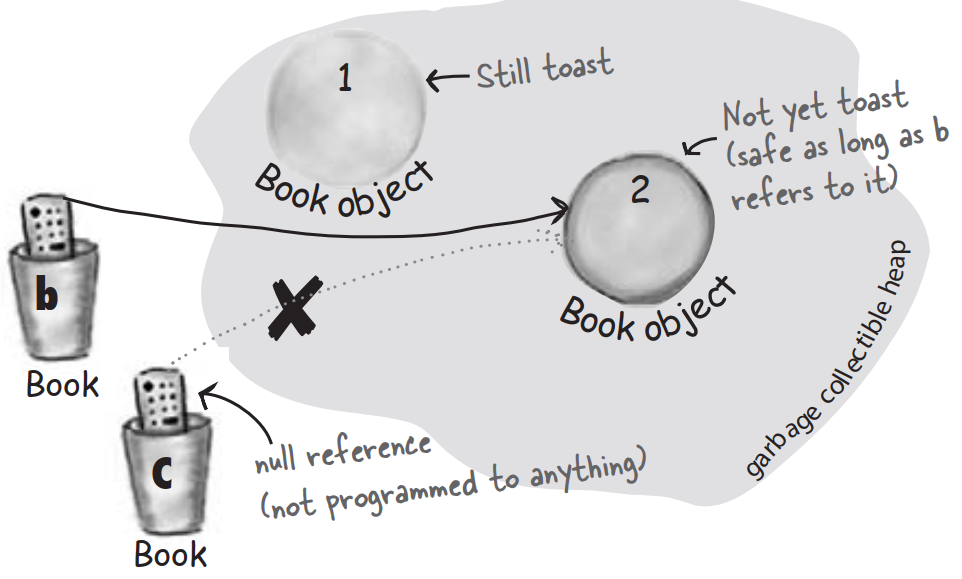 1
Still toast
Book object
Not yet toast
(safe as long as b
refers to it)
2
Book object
b
Book
c
Book
null reference
(not programmed to anything)
garbage collectible heap